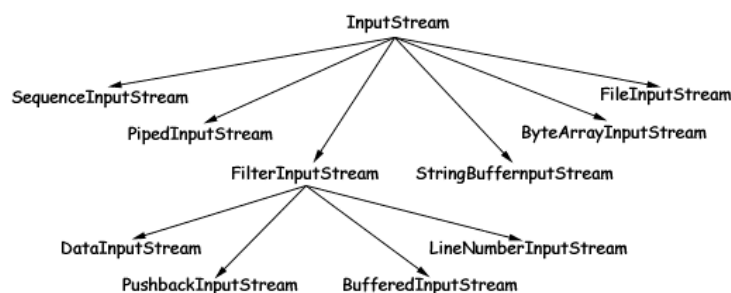 InputStream
SequenceInputStream
FileInputStream
PipedInputStream
ByteArrayInputStream
FilterInputStream
StringBuffernputStream
DataInputStream
LineNumberInputStream
PushbackInputStream
BufferedInputStream